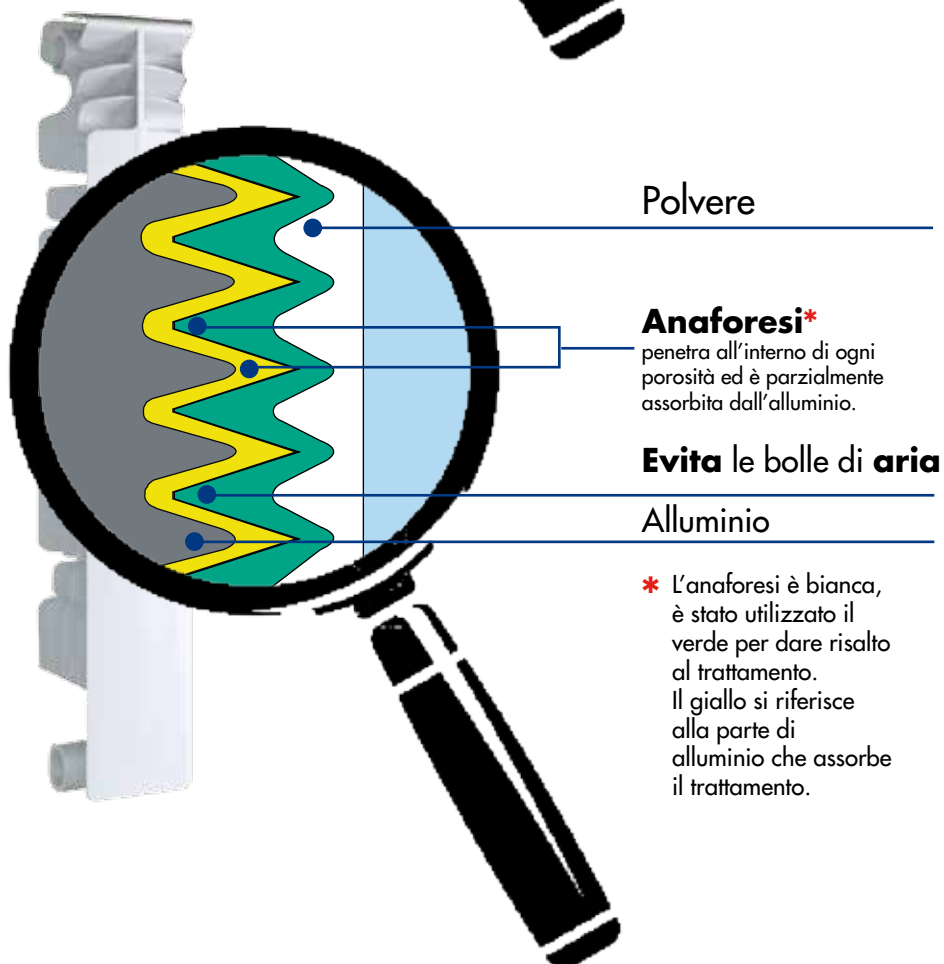 Polvere
Anaforesi*
penetra all'interno di ogni
porosità ed è parzialmente
assorbita dall'alluminio.
Evita le bolle di aria
Alluminio
* L'anaforesi è bianca,
è stato utilizzato il
verde per dare risalto
al trattamento.
Il giallo si riferisce
alla parte di
alluminio che assorbe
il trattamento.